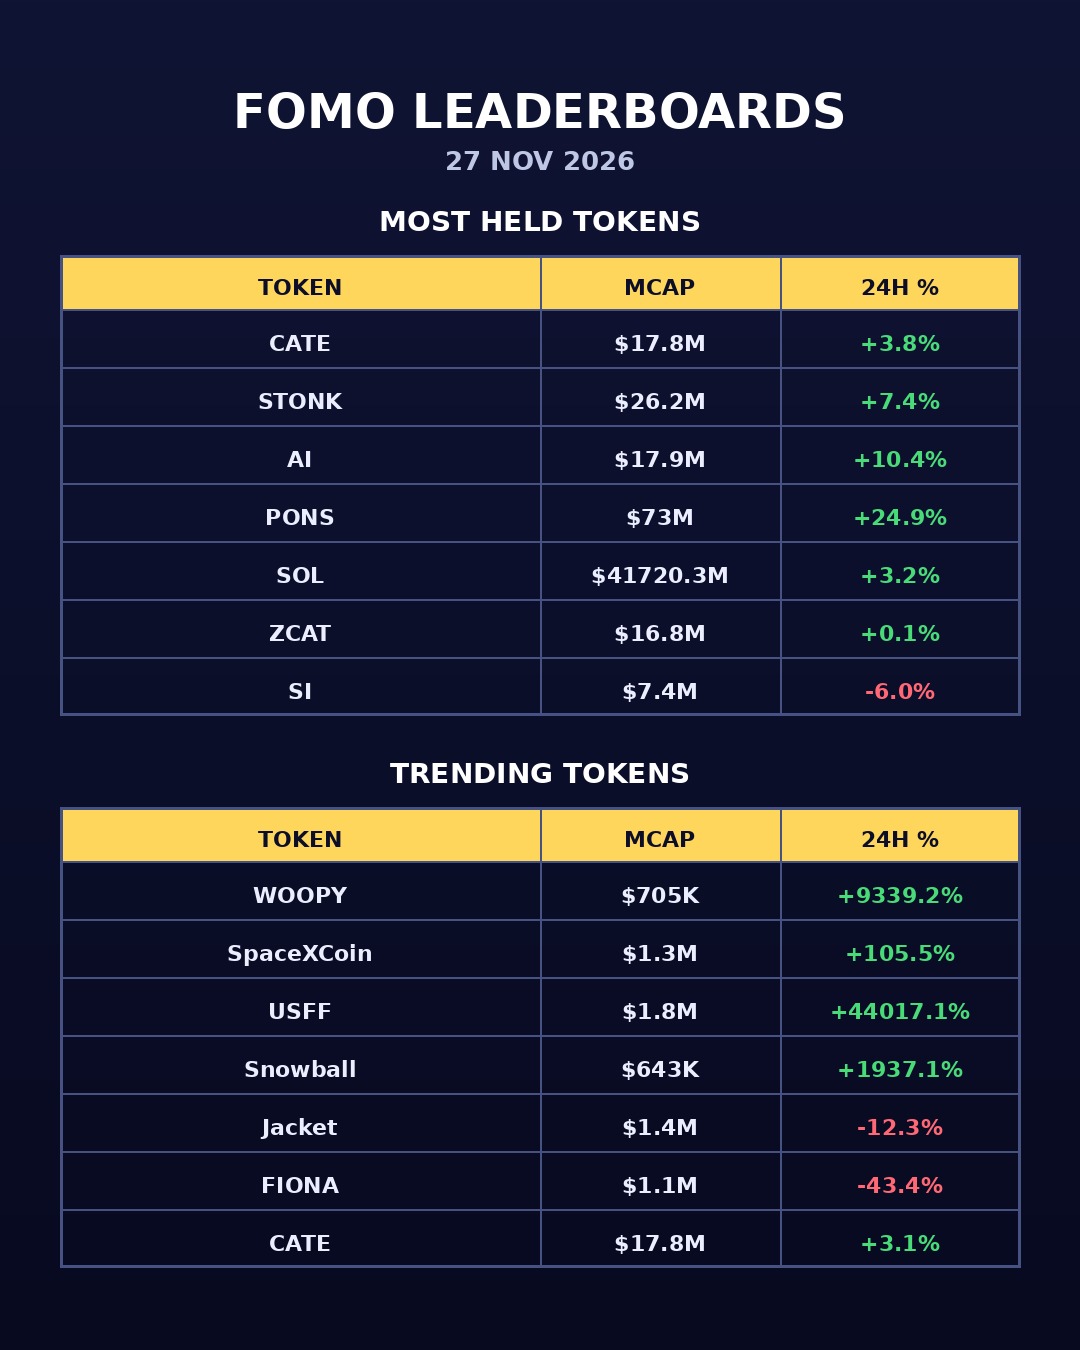 FOMO LEADERBOARDS
27 NOV 2026
MOST HELD TOKENS
TOKEN MCAP 24H %
CATE $17.8M +3.8%
STONK $26.2M +7.4%
AI $17.9M +10.4%
PONS $73M +24.9%
SOL $41720.3M +3.2%
ZCAT $16.8M +0.1%
SI $7.4M -6.0%
TRENDING TOKENS
TOKEN MCAP 24H %
WOOPY $705K +9339.2%
SpaceXCoin $1.3M +105.5%
USFF $1.8M +44017.1%
Snowball $643K +1937.1%
Jacket $1.4M -12.3%
FIONA $1.1M -43.4%
CATE $17.8M +3.1%